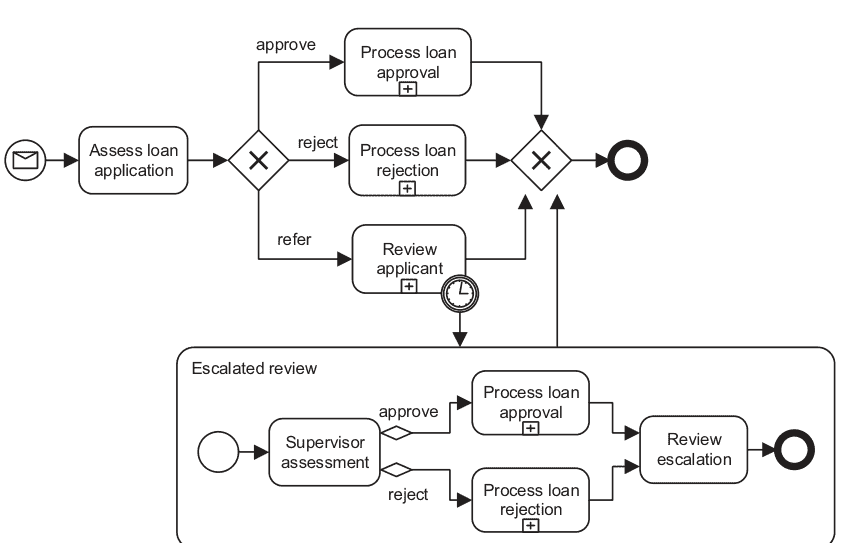 approve
Process loan
approval
Assess loan
application
reject
Process loan
rejection
refer
Review
applicant
Escalated review
Supervisor
assessment
approve
Process loan
approval
reject
Process loan
rejection
Review
escalation